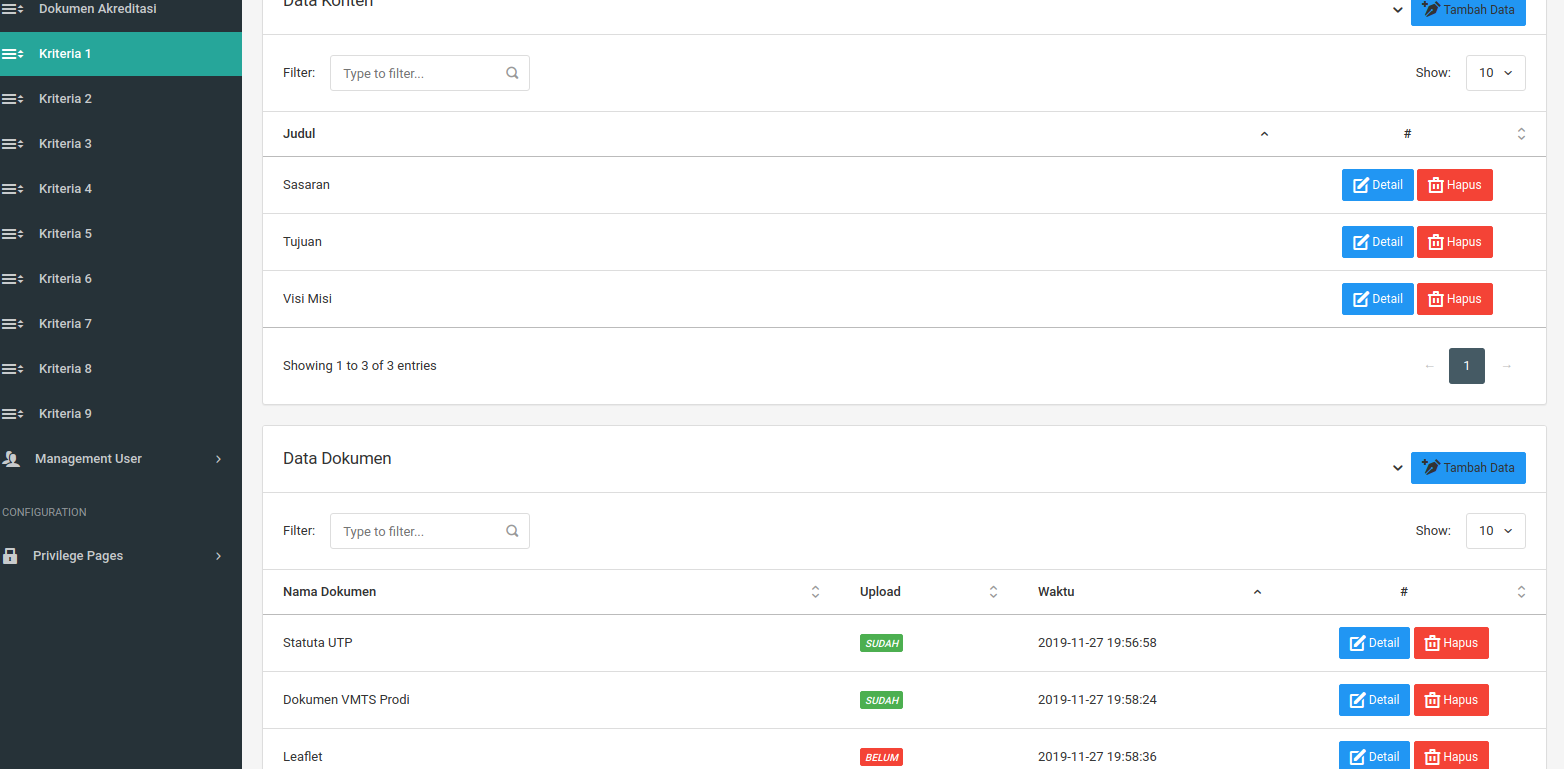 Dokumen Akreditasi
Kriteria 1
Kriteria 2
Kriteria 3
Kriteria 4
Kriteria 5
Kriteria 6
Kriteria 7
Kriteria 8
Kriteria 9
Management User
CONFIGURATION
Privilege Pages
Data Konten
Tambah Data
Filter: Type to filter... Show: 10
Judul #
Sasaran Detail Hapus
Tujuan Detail Hapus
Visi Misi Detail Hapus
Showing 1 to 3 of 3 entries ← 1 →
Data Dokumen Tambah Data
Filter: Type to filter... Show: 10
Nama Dokumen Upload Waktu #
Statuta UTP SUDAH 2019-11-27 19:56:58 Detail Hapus
Dokumen VMTS Prodi SUDAH 2019-11-27 19:58:24 Detail Hapus
Leaflet BELUM 2019-11-27 19:58:36 Detail Hapus